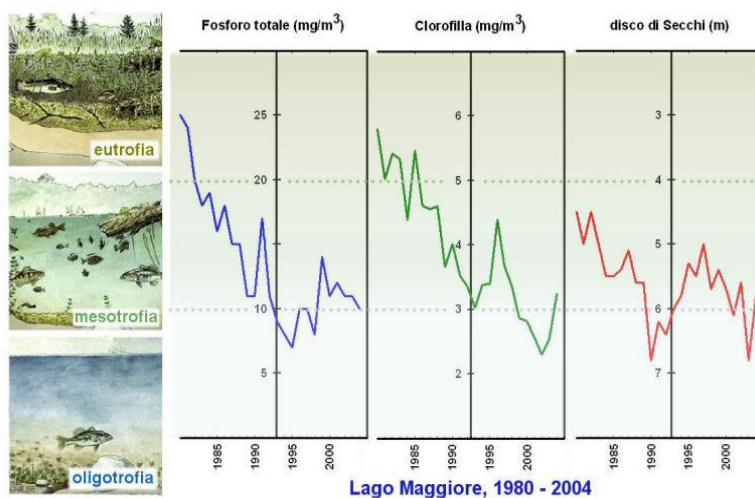 Fosforo totale (mg/m³) Clorofilla (mg/m³) disco di Secchi (m)
25 6 3
eutrofia
20 5 4
15 4 5
mesotrofia
10 3 6
5 2 7
oligotrofia
1985 1990 1995 2000 1985 1990 1995 2000 1985 1990 1995 2000
Lago Maggiore, 1980 - 2004